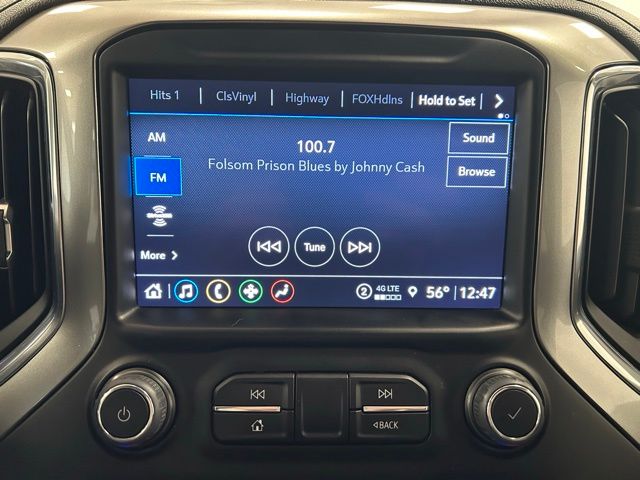 Hits 1 | ClsVinyl | Highway | FOXHdlns | Hold to Set |
AM
100.7
Sound
Folsom Prison Blues by Johnny Cash
FM
Browse
SiriusXM
Tune
More
2 4G LTE 56° | 12:47
BACK